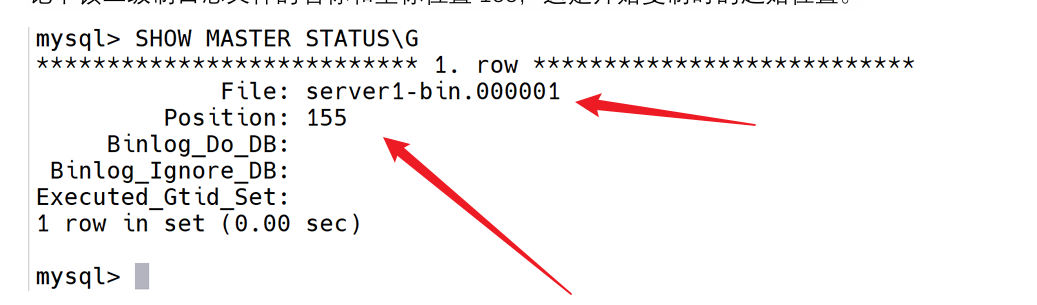 mysql> SHOW MASTER STATUS\G
*************************** 1. row ***************************
File: server1-bin.000001
Position: 155
Binlog_Do_DB:
Binlog_Ignore_DB:
Executed_Gtid_Set:
1 row in set (0.00 sec)
mysql>